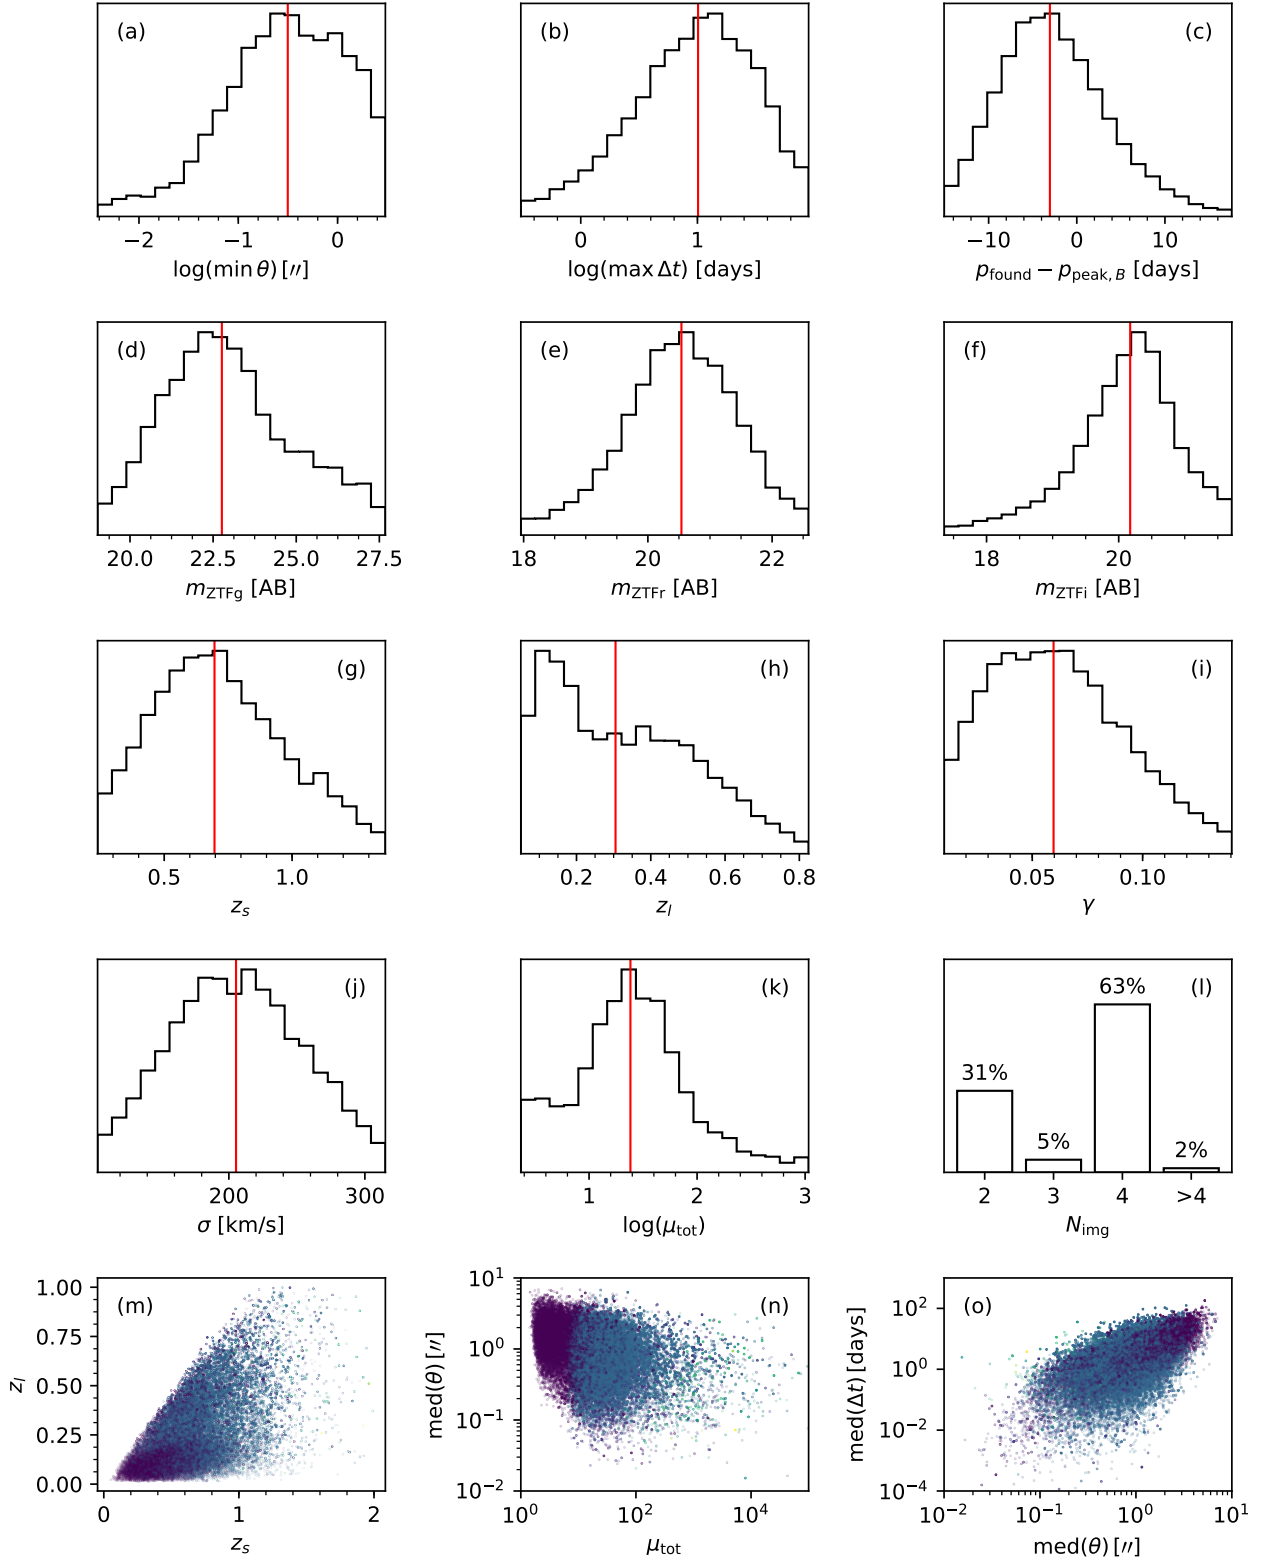 (a)
(b)
(c)
−2 −1 0
0 1
−10 0 10
log(min θ) [″]
log(max Δt) [days]
p_found − p_peak, B [days]
(d)
(e)
(f)
20.0 22.5 25.0 27.5
18 20 22
18 20
m_ZTFg [AB]
m_ZTFr [AB]
m_ZTFi [AB]
(g)
(h)
(i)
0.5 1.0
0.2 0.4 0.6 0.8
0.05 0.10
z_s
z_l
γ
(j)
(k)
(l)
63%
31%
5%
2%
200 300
1 2 3
2 3 4 >4
σ [km/s]
log(μ_tot)
N_img
(m)
1.00
0.75
0.50
0.25
0.00
z_l
0 1 2
z_s
(n)
10^1
10^0
10^−1
10^−2
med(θ) [″]
10^0 10^2 10^4
μ_tot
(o)
10^2
10^0
10^−2
10^−4
med(Δt) [days]
10^−2 10^−1 10^0 10^1
med(θ) [″]